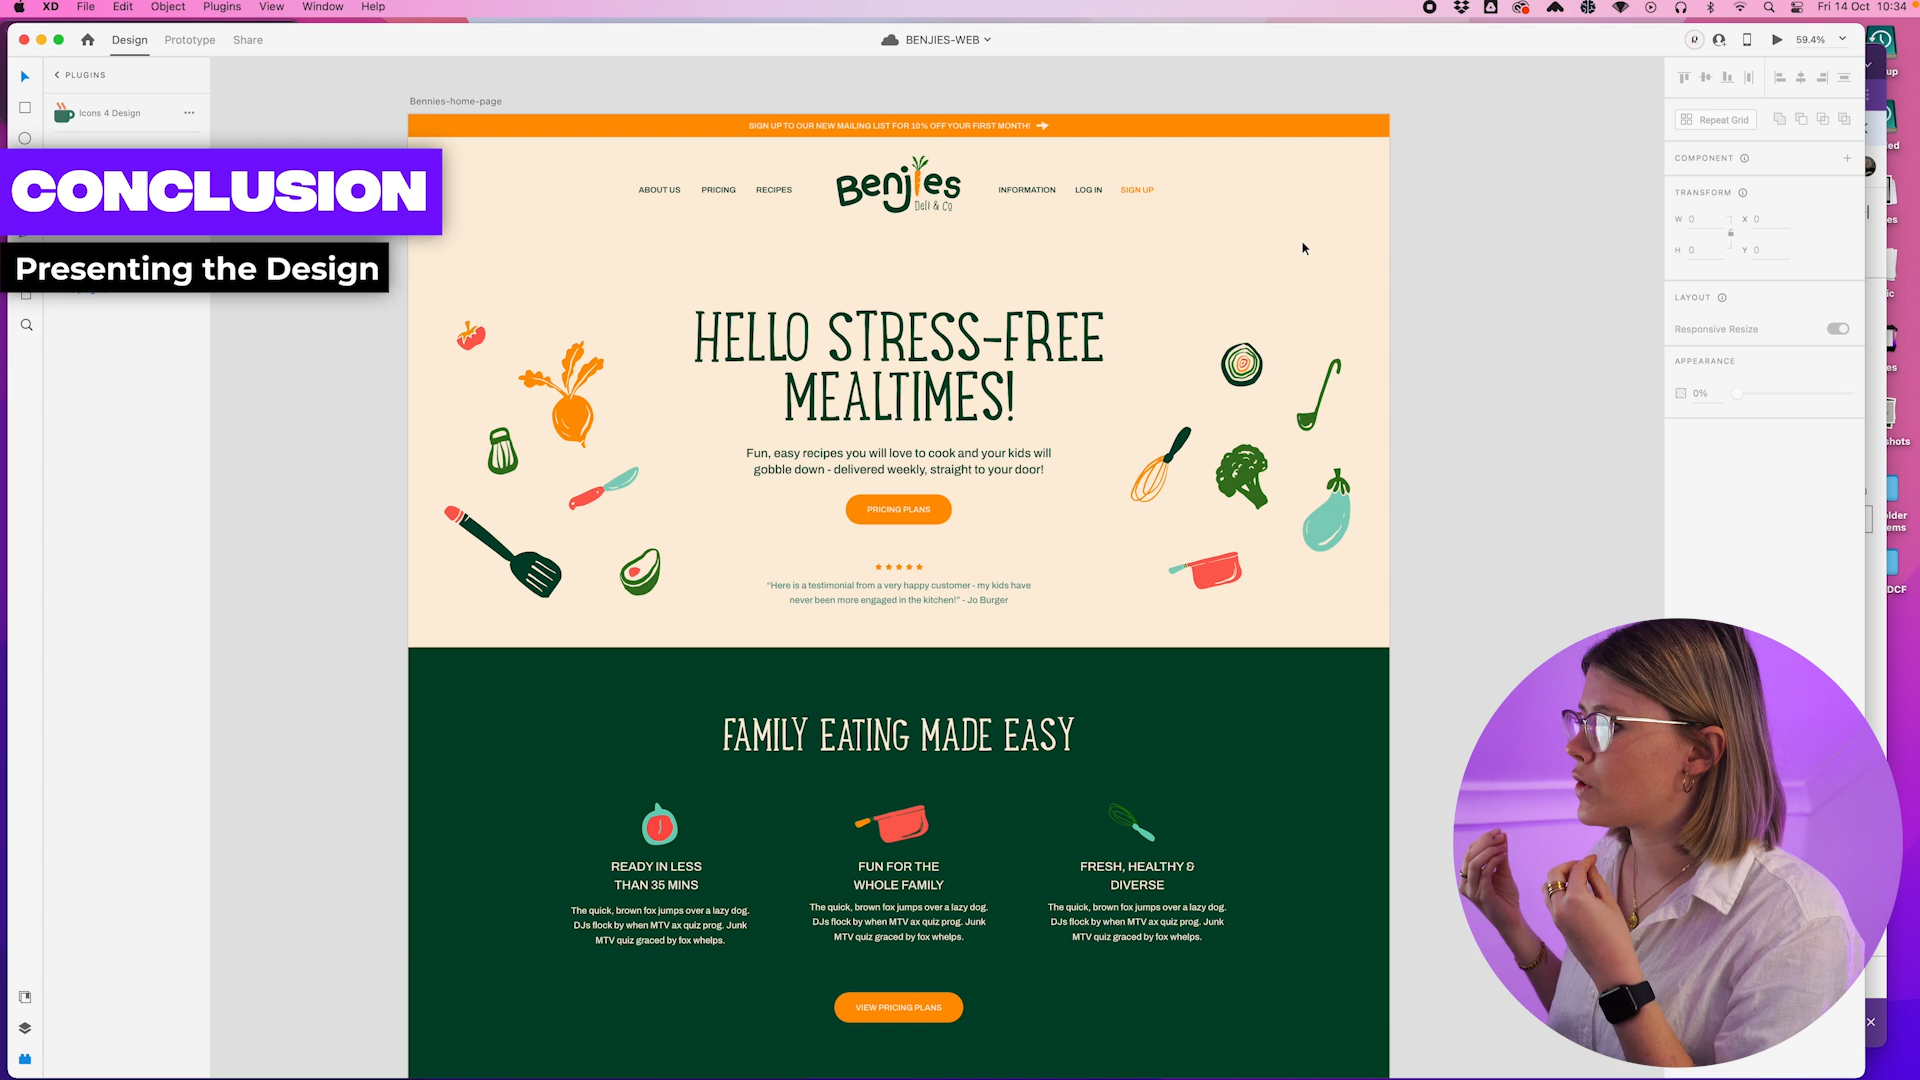 XD File Edit Object Plugins View Window Help
Fri 14 Oct 10:34
Design Prototype Share
BENJIES-WEB
59.4%
PLUGINS
Icons 4 Design
CONCLUSION
Presenting the Design
Bennies-home-page
SIGN UP TO OUR NEW MAILING LIST FOR 10% OFF YOUR FIRST MONTH!
ABOUT US PRICING RECIPES
Benjies
Deli & Co
INFORMATION LOG IN SIGN UP
HELLO STRESS-FREE
MEALTIMES!
Fun, easy recipes you will love to cook and your kids will
gobble down - delivered weekly, straight to your door!
PRICING PLANS
“Here is a testimonial from a very happy customer - my kids have
never been more engaged in the kitchen!” - Jo Burger
FAMILY EATING MADE EASY
READY IN LESS
THAN 35 MINS
The quick, brown fox jumps over a lazy dog.
DJs flock by when MTV ax quiz prog. Junk
MTV quiz graced by fox whelps.
FUN FOR THE
WHOLE FAMILY
The quick, brown fox jumps over a lazy dog.
DJs flock by when MTV ax quiz prog. Junk
MTV quiz graced by fox whelps.
FRESH, HEALTHY &
DIVERSE
The quick, brown fox jumps over a lazy dog.
DJs flock by when MTV ax quiz prog. Junk
MTV quiz graced by fox whelps.
VIEW PRICING PLANS
Repeat Grid
COMPONENT
TRANSFORM
W 0 X 0
H 0 Y 0
LAYOUT
Responsive Resize
APPEARANCE
0%